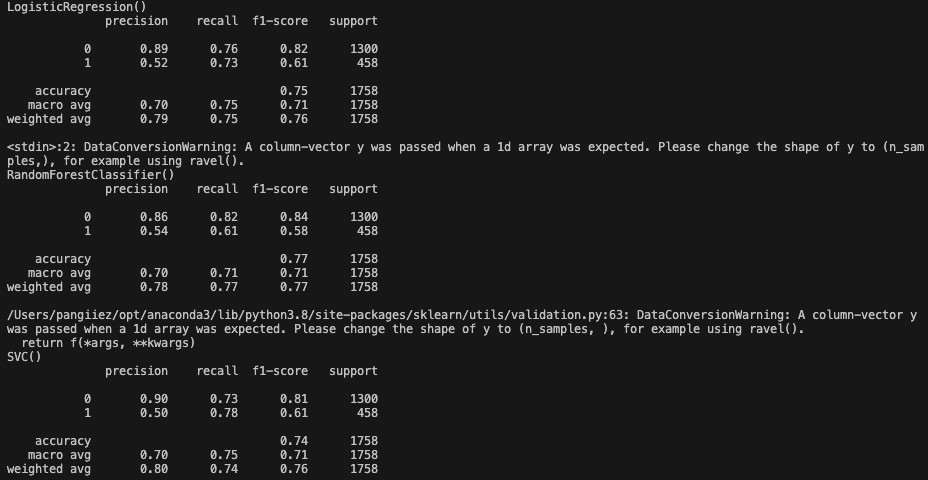 LogisticRegression()
              precision    recall  f1-score   support

           0       0.89      0.76      0.82      1300
           1       0.52      0.73      0.61       458

    accuracy                           0.75      1758
   macro avg       0.70      0.75      0.71      1758
weighted avg       0.79      0.75      0.76      1758

<stdin>:2: DataConversionWarning: A column-vector y was passed when a 1d array was expected. Please change the shape of y to (n_sam
ples,), for example using ravel().
RandomForestClassifier()
              precision    recall  f1-score   support

           0       0.86      0.82      0.84      1300
           1       0.54      0.61      0.58       458

    accuracy                           0.77      1758
   macro avg       0.70      0.71      0.71      1758
weighted avg       0.78      0.77      0.77      1758

/Users/pangiiez/opt/anaconda3/lib/python3.8/site-packages/sklearn/utils/validation.py:63: DataConversionWarning: A column-vector y
was passed when a 1d array was expected. Please change the shape of y to (n_samples, ), for example using ravel().
  return f(*args, **kwargs)
SVC()
              precision    recall  f1-score   support

           0       0.90      0.73      0.81      1300
           1       0.50      0.78      0.61       458

    accuracy                           0.74      1758
   macro avg       0.70      0.75      0.71      1758
weighted avg       0.80      0.74      0.76      1758